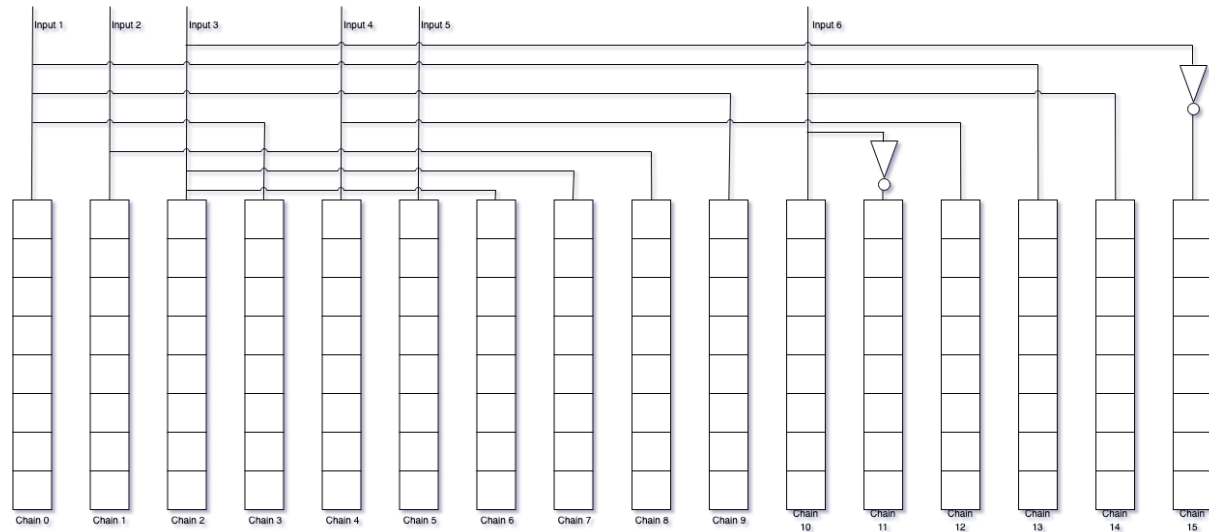 Input 1
Input 2
Input 3
Input 4
Input 5
Input 6
Chain 0
Chain 1
Chain 2
Chain 3
Chain 4
Chain 5
Chain 6
Chain 7
Chain 8
Chain 9
Chain
10
Chain
11
Chain
12
Chain
13
Chain
14
Chain
15